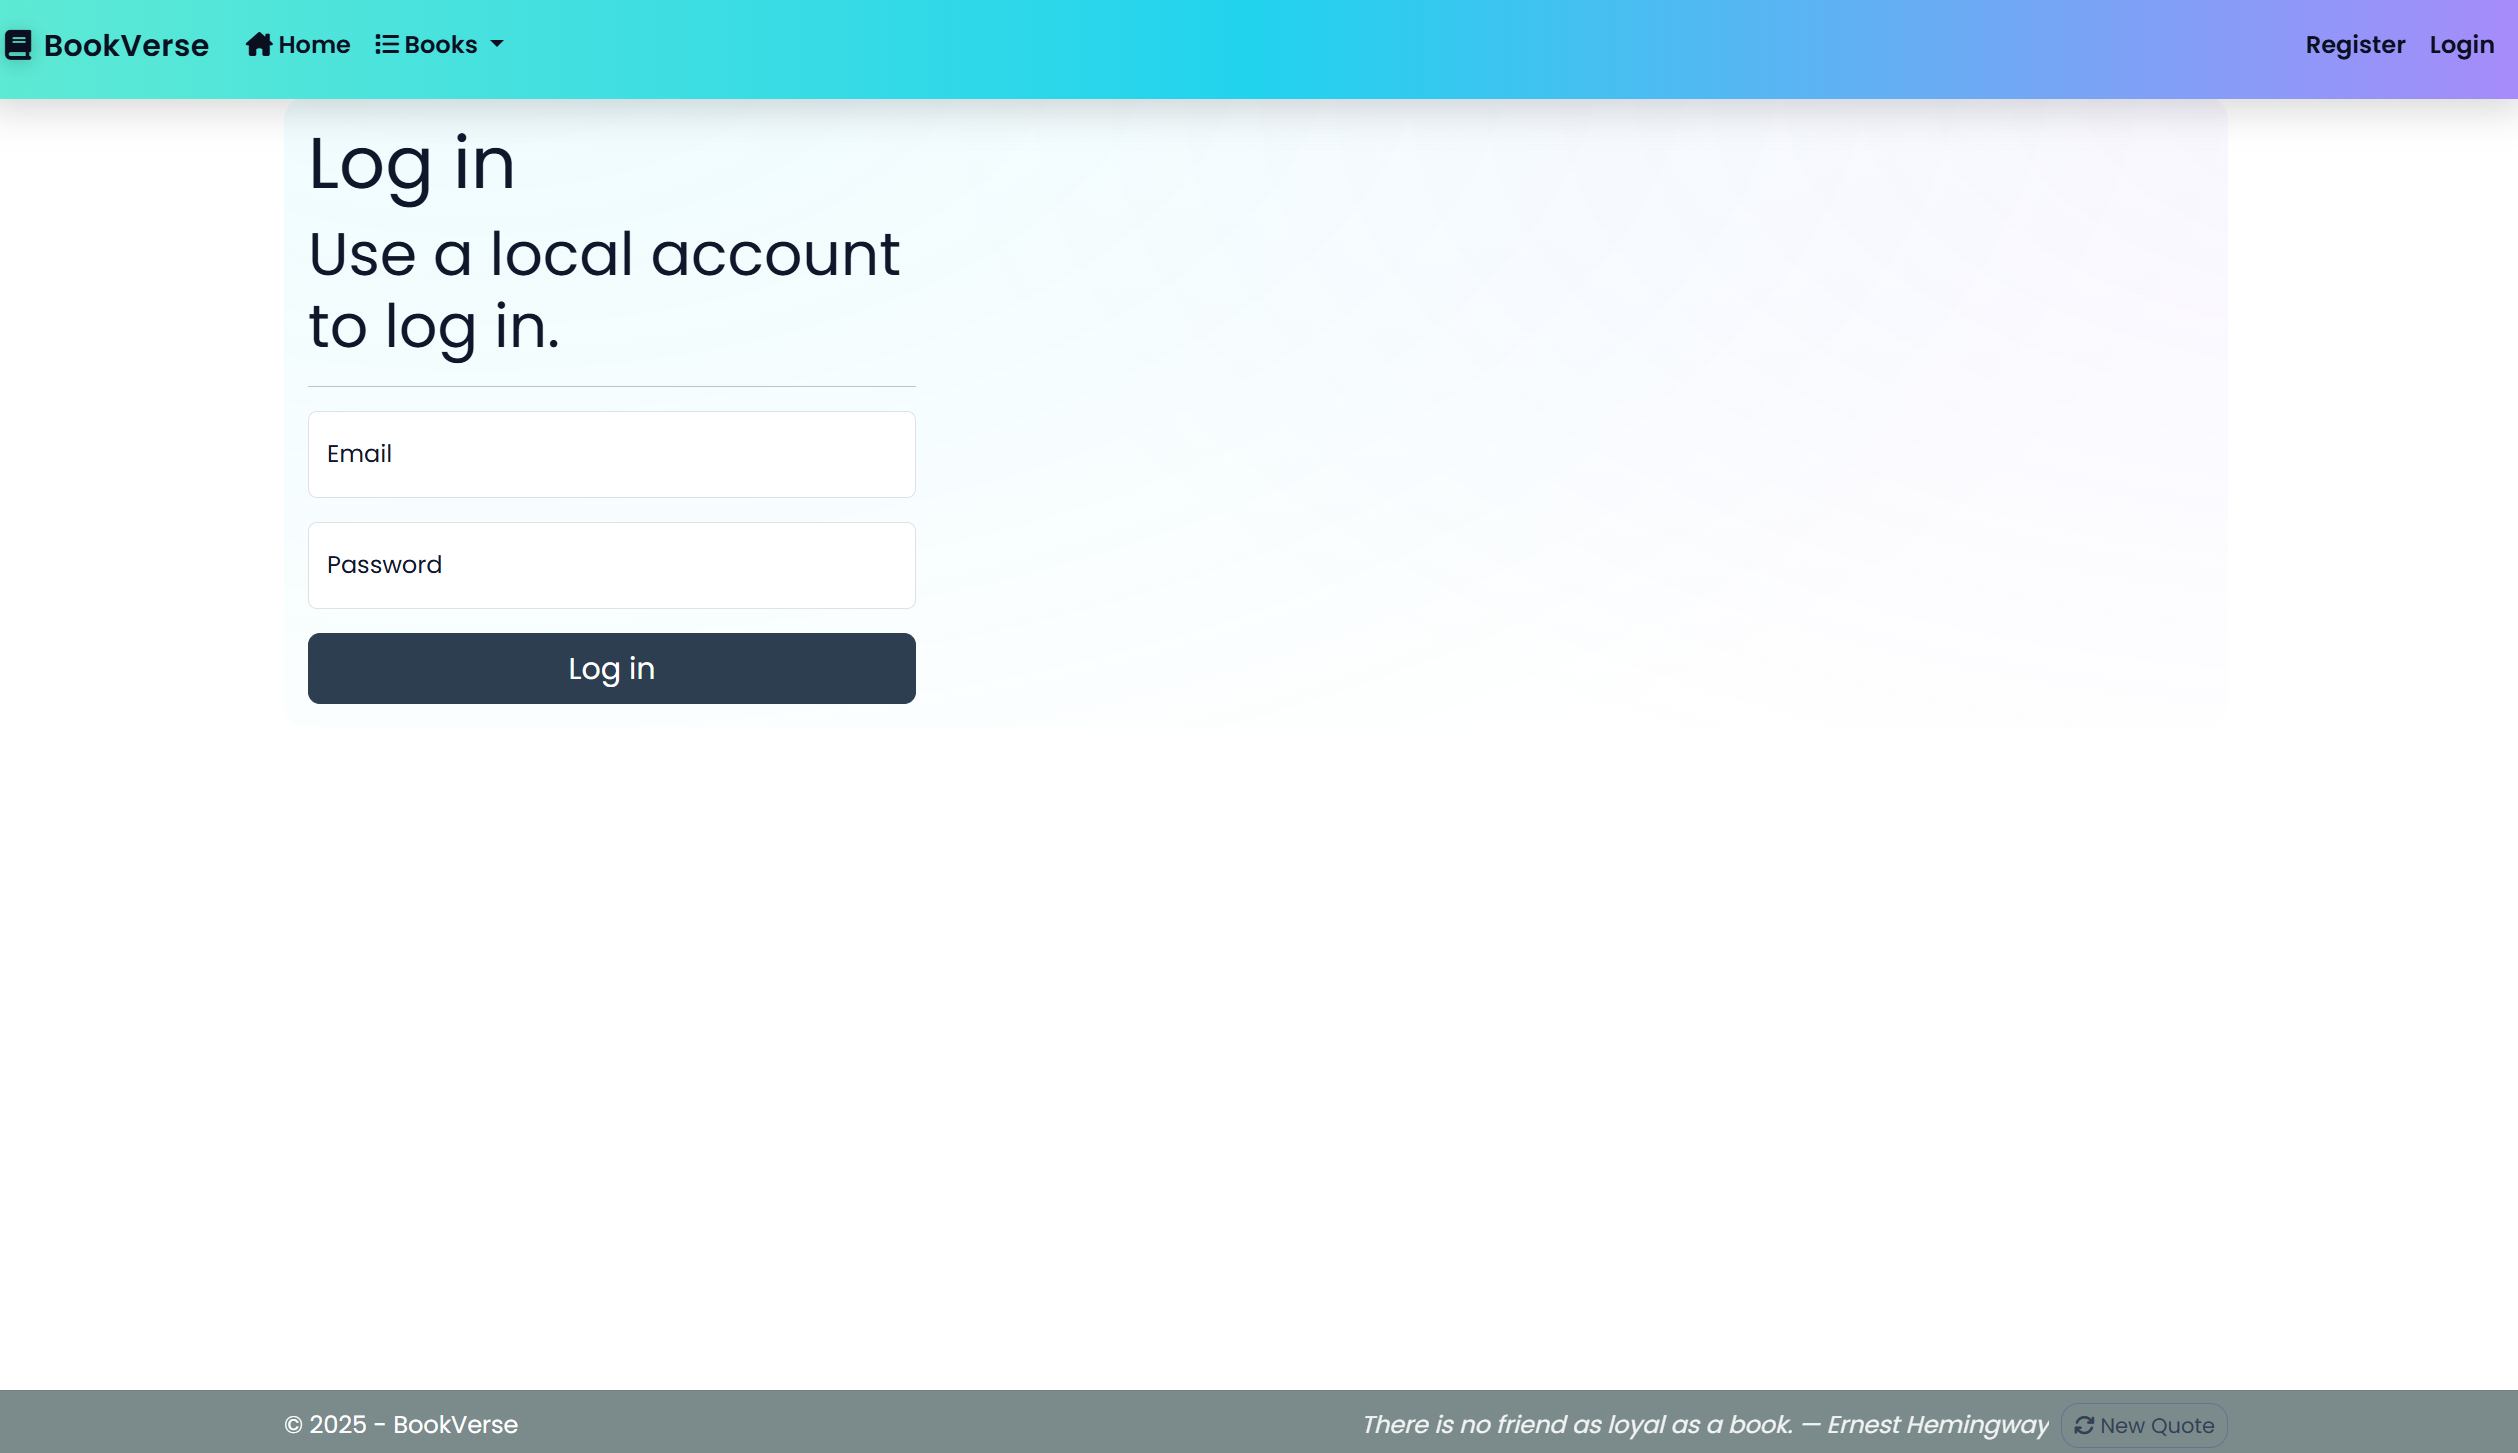 BookVerse Home Books Register Login
Log in
Use a local account
to log in.
Email
Password
Log in
© 2025 - BookVerse There is no friend as loyal as a book. — Ernest Hemingway New Quote